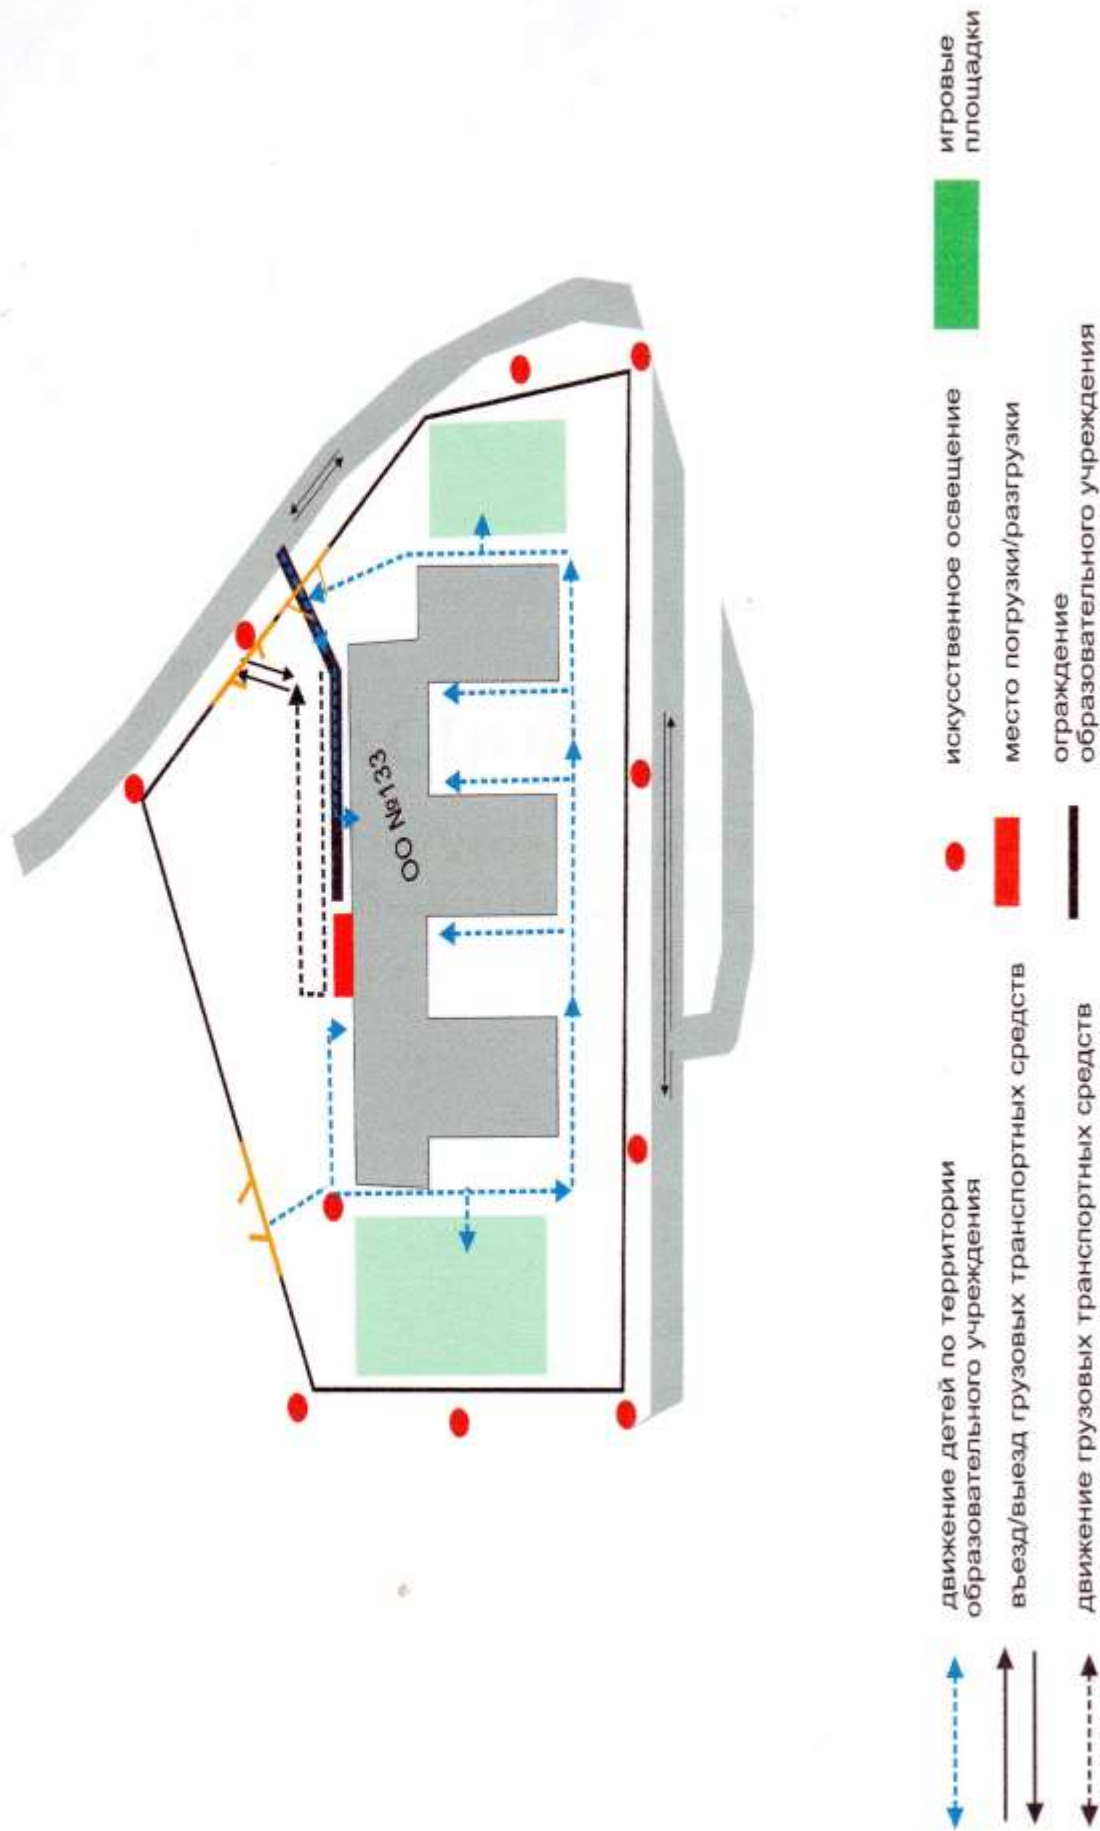 ОО №133
движение детей по территории
образовательного учреждения
въезд/выезд грузовых транспортных средств
движение грузовых транспортных средств
искусственное освещение
место погрузки/разгрузки
ограждение
образовательного учреждения
игровые
площадки